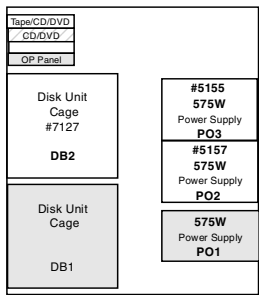 Tape/CD/DVD
CD/DVD
OP Panel
Disk Unit
Cage
#7127
DB2
Disk Unit
Cage
DB1
#5155
575W
Power Supply
PO3
#5157
575W
Power Supply
PO2
575W
Power Supply
PO1